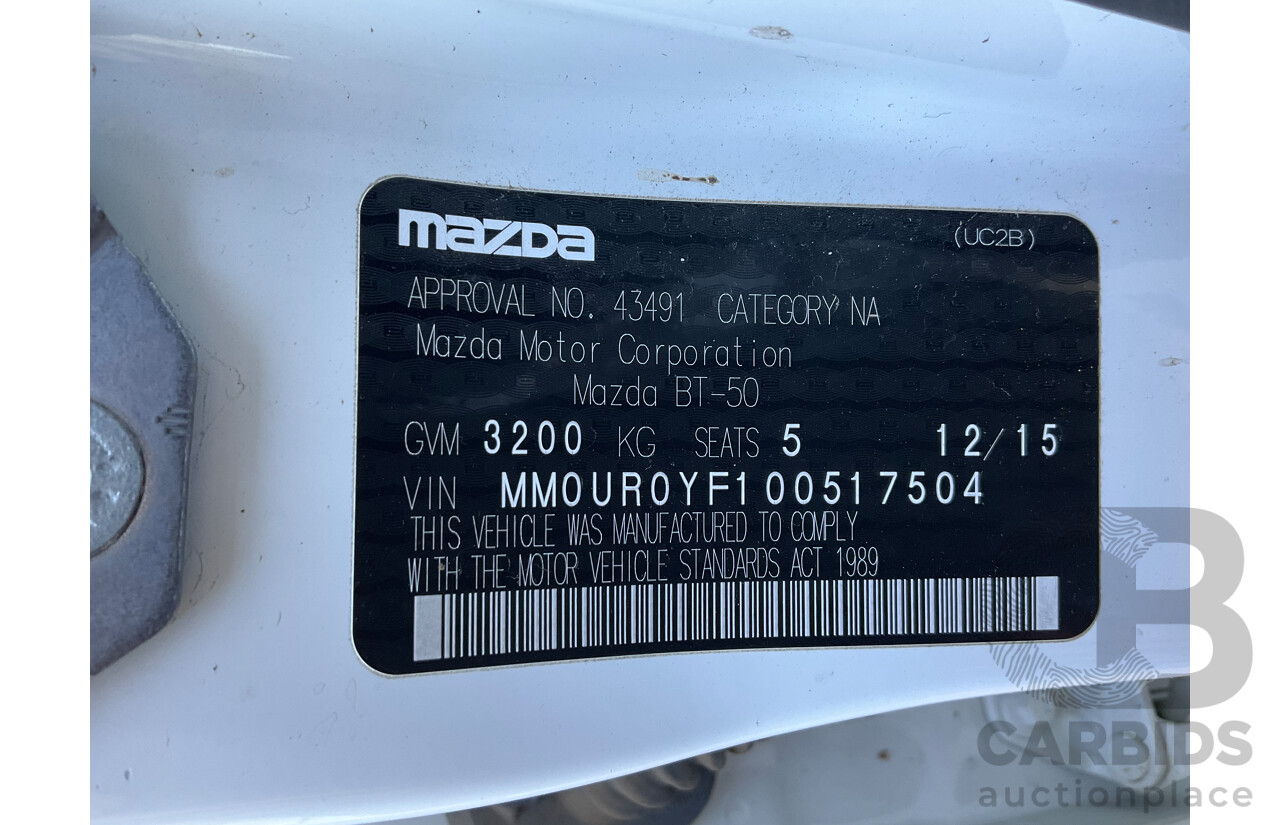 mazda (UC2B)
APPROVAL NO. 43491 CATEGORY NA
Mazda Motor Corporation
Mazda BT-50
GVM 3200 KG SEATS 5 12/15
VIN MM0UR0YF100517504
THIS VEHICLE WAS MANUFACTURED TO COMPLY
WITH THE MOTOR VEHICLE STANDARDS ACT 1989
CB
CARBIDS
auctionplace